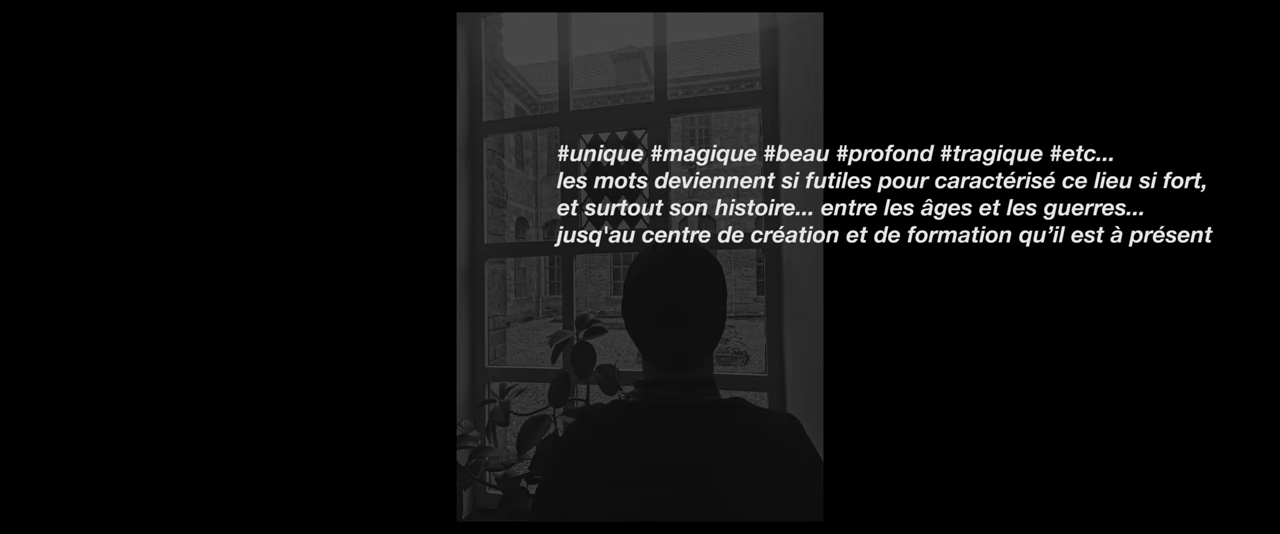 #unique #magique #beau #profond #tragique #etc...
les mots deviennent si futiles pour caractérisé ce lieu si fort,
et surtout son histoire... entre les âges et les guerres...
jusq'au centre de création et de formation qu’il est à présent